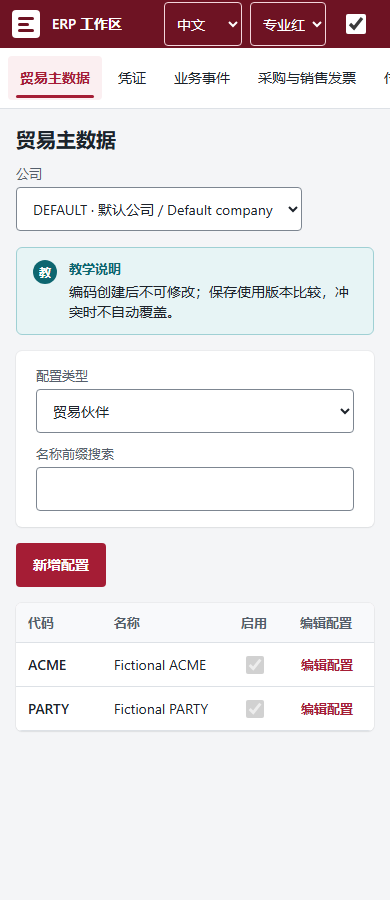 ERP 工作区
中文
专业红
贸易主数据
凭证
业务事件
采购与销售发票
贸易主数据
公司
DEFAULT · 默认公司 / Default company
教
教学说明
编码创建后不可修改；保存使用版本比较，冲
突时不自动覆盖。
配置类型
贸易伙伴
名称前缀搜索
新增配置
代码 名称 启用 编辑配置
ACME Fictional ACME 编辑配置
PARTY Fictional PARTY 编辑配置